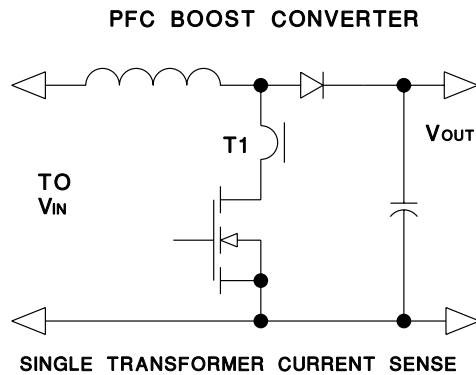 PFC BOOST CONVERTER
T1
VOUT
TO
VIN
SINGLE TRANSFORMER CURRENT SENSE